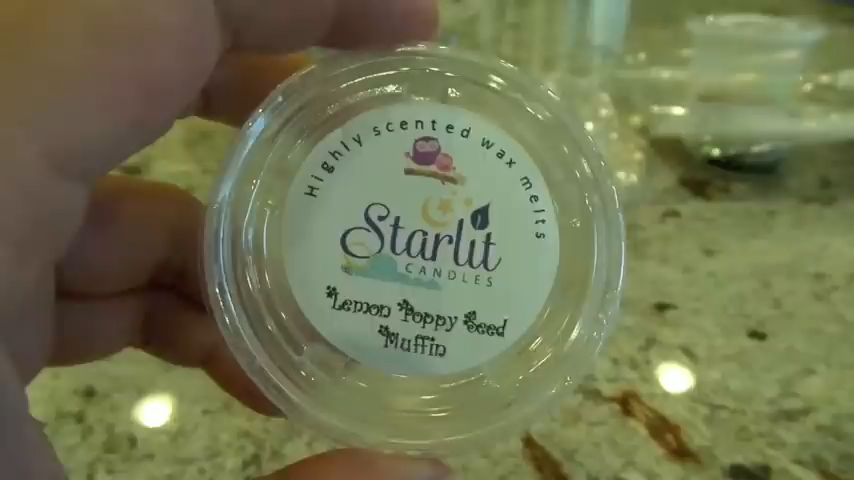 Highly scented wax melts
Starlit
CANDLES
Lemon Poppy Seed
Muffin